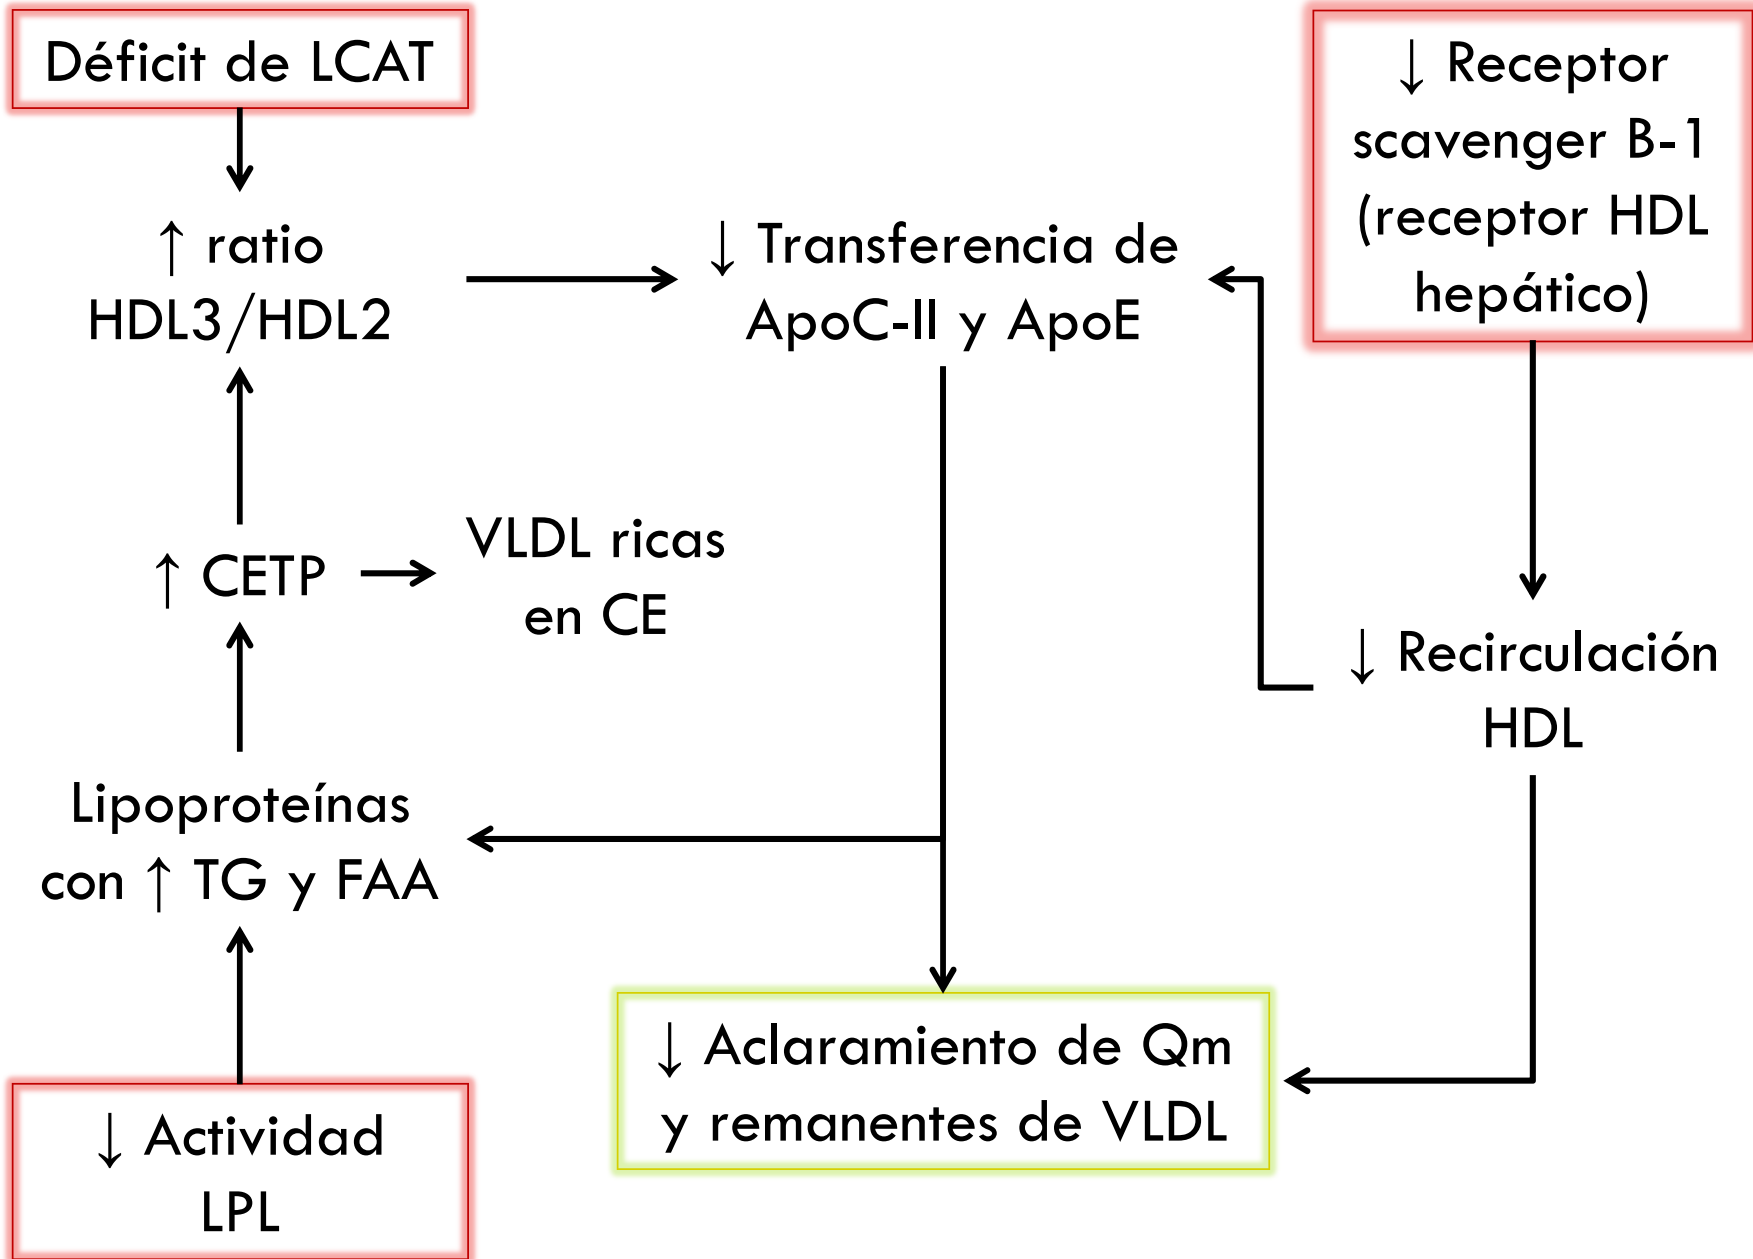 Déficit de LCAT
↓ Receptor
scavenger B-1
(receptor HDL
hepático)
↑ ratio
HDL3/HDL2
↓ Transferencia de
ApoC-II y ApoE
↑ CETP
VLDL ricas
en CE
↓ Recirculación
HDL
Lipoproteínas
con ↑ TG y FAA
↓ Aclaramiento de Qm
y remanentes de VLDL
↓ Actividad
LPL